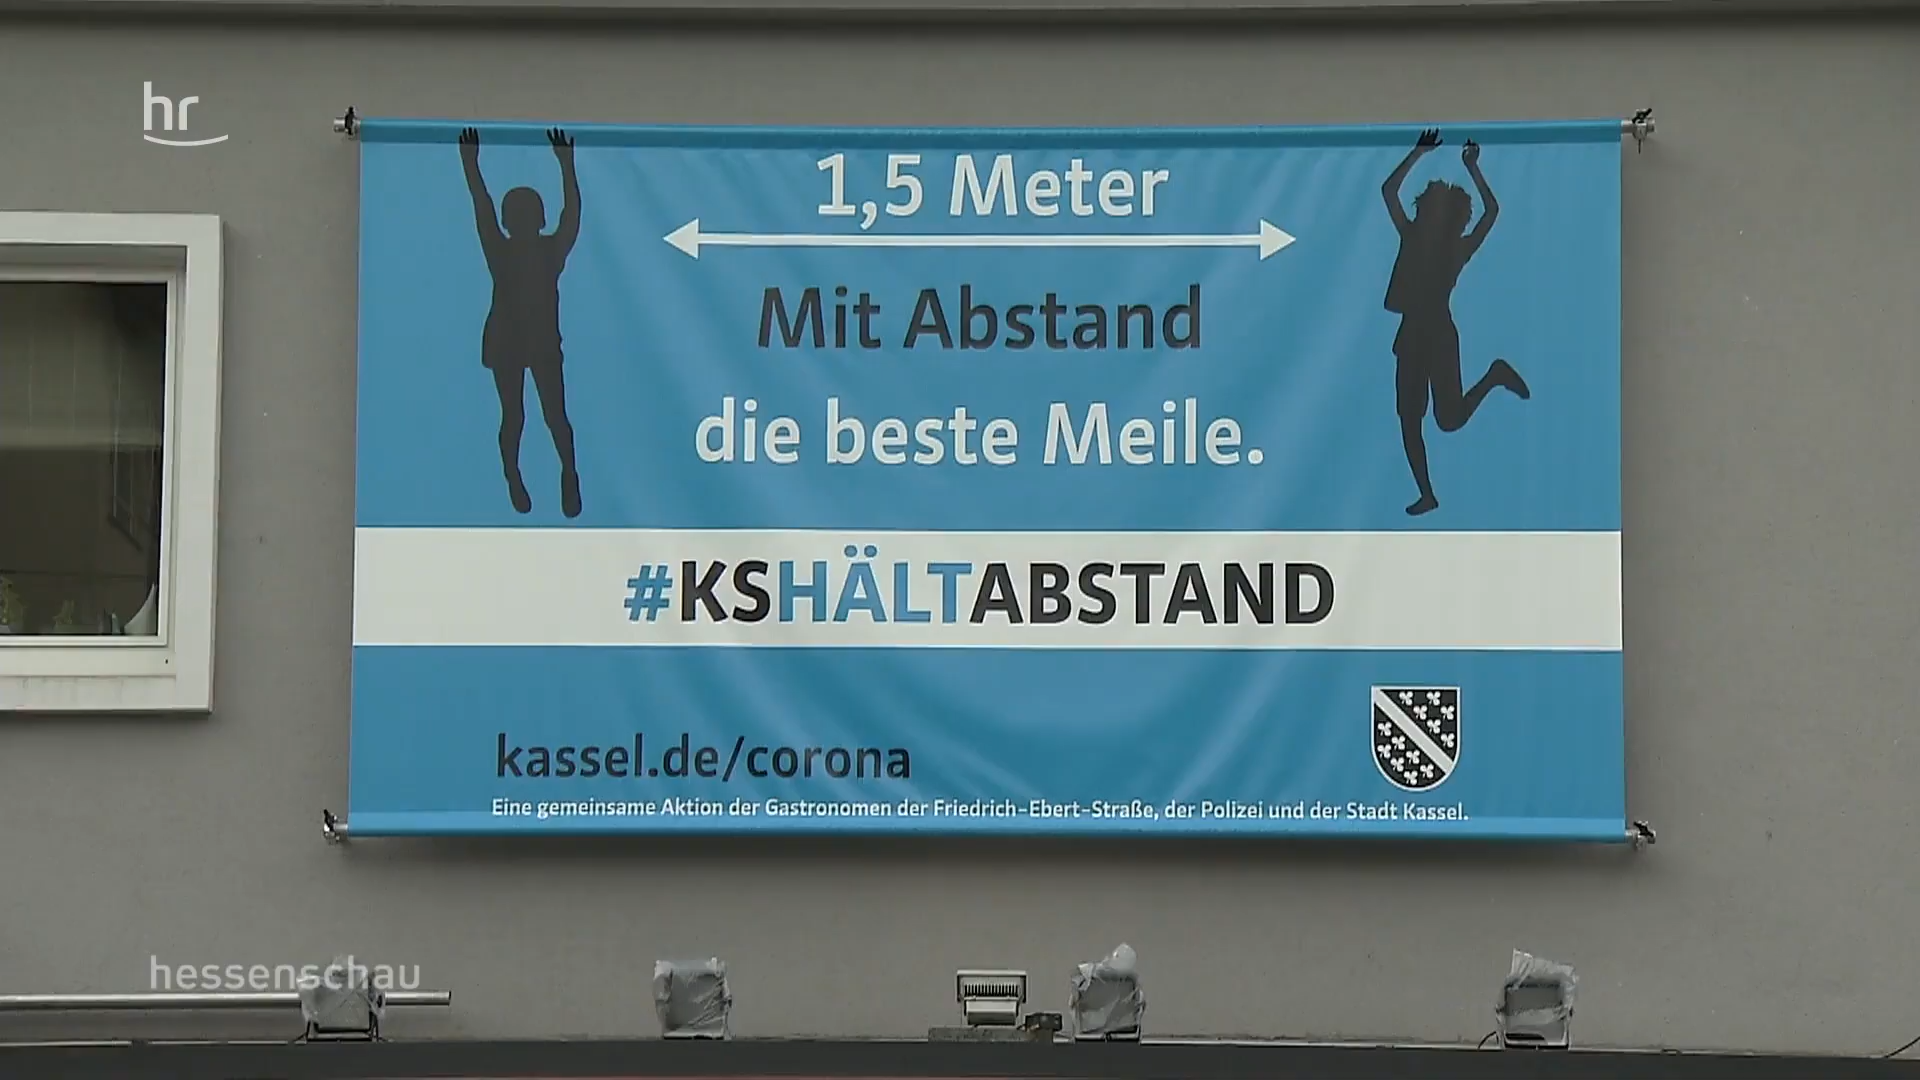 hr
1,5 Meter
Mit Abstand
die beste Meile.
#KSHÄLTABSTAND
kassel.de/corona
Eine gemeinsame Aktion der Gastronomen der Friedrich-Ebert-Straße, der Polizei und der Stadt Kassel.
hessenschau